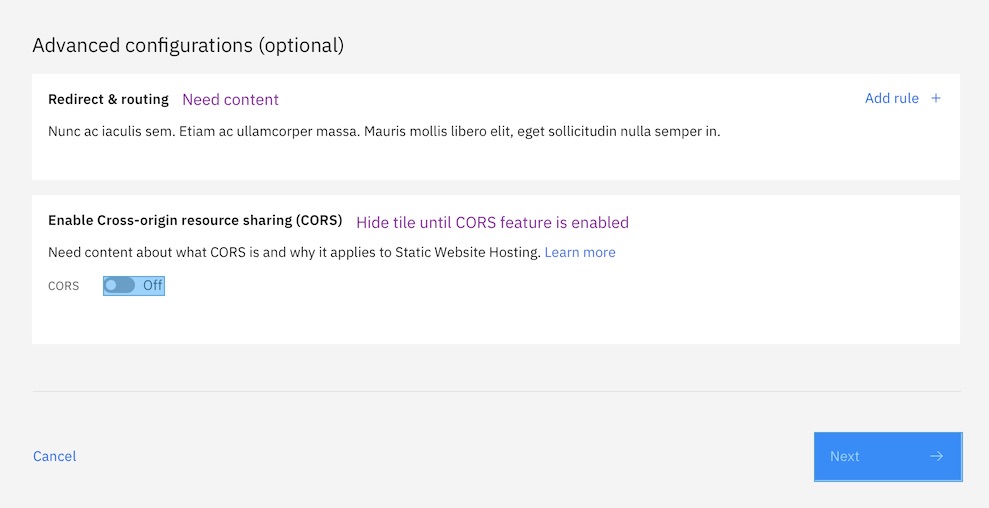 Advanced configurations (optional)
Redirect & routing Need content Add rule +
Nunc ac iaculis sem. Etiam ac ullamcorper massa. Mauris mollis libero elit, eget sollicitudin nulla semper in.
Enable Cross-origin resource sharing (CORS) Hide tile until CORS feature is enabled
Need content about what CORS is and why it applies to Static Website Hosting. Learn more
CORS Off
Cancel Next →